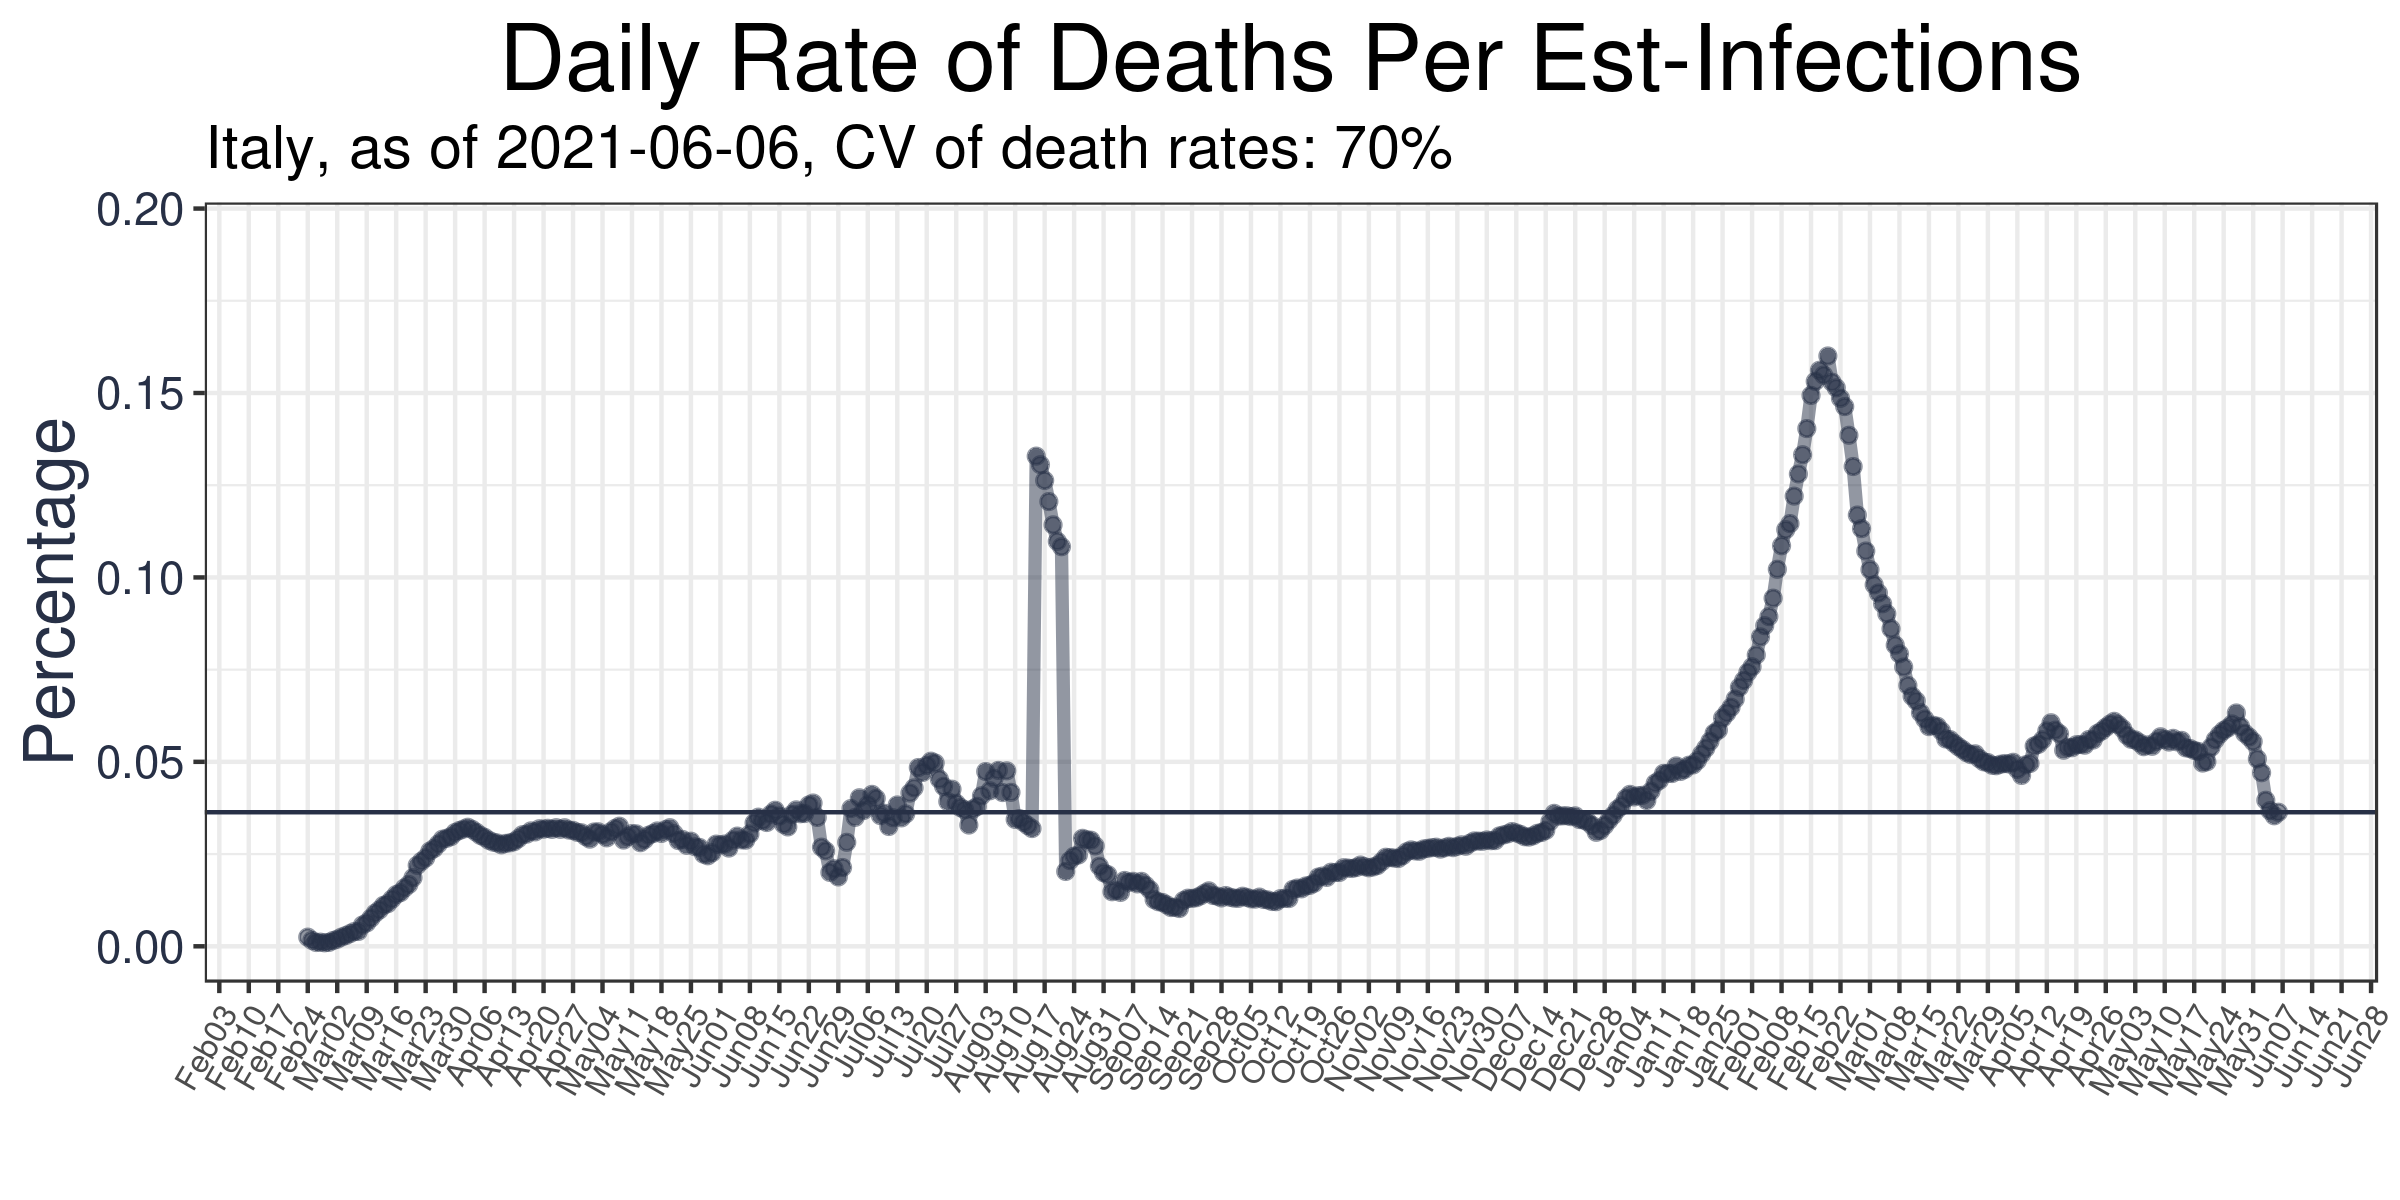 Daily Rate of Deaths Per Est-Infections
Italy, as of 2021-06-06, CV of death rates: 70%
Percentage
0.20
0.15
0.10
0.05
0.00
Feb03
Feb10
Feb17
Feb24
Mar02
Mar09
Mar16
Mar23
Mar30
Apr06
Apr13
Apr20
Apr27
May04
May11
May18
May25
Jun01
Jun08
Jun15
Jun22
Jun29
Jul06
Jul13
Jul20
Jul27
Aug03
Aug10
Aug17
Aug24
Aug31
Sep07
Sep14
Sep21
Sep28
Oct05
Oct12
Oct19
Oct26
Nov02
Nov09
Nov16
Nov23
Nov30
Dec07
Dec14
Dec21
Dec28
Dec04
Jan11
Jan18
Jan25
Feb01
Feb08
Feb15
Feb22
Mar01
Mar08
Mar15
Mar22
Mar29
Apr05
Apr12
Apr19
Apr26
May03
May10
May17
May24
May31
May07
Jun14
Jun21
Jun28